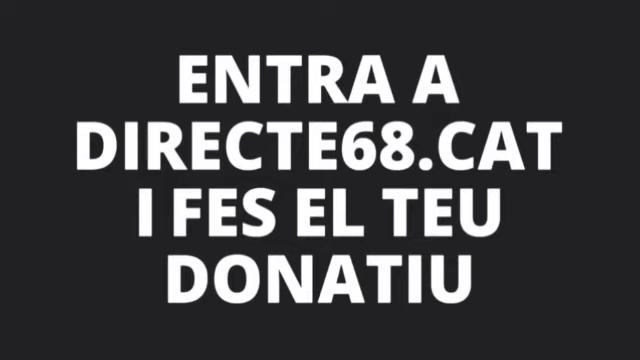 ENTRA A
DIRECTE68.CAT
I FES EL TEU
DONATIU